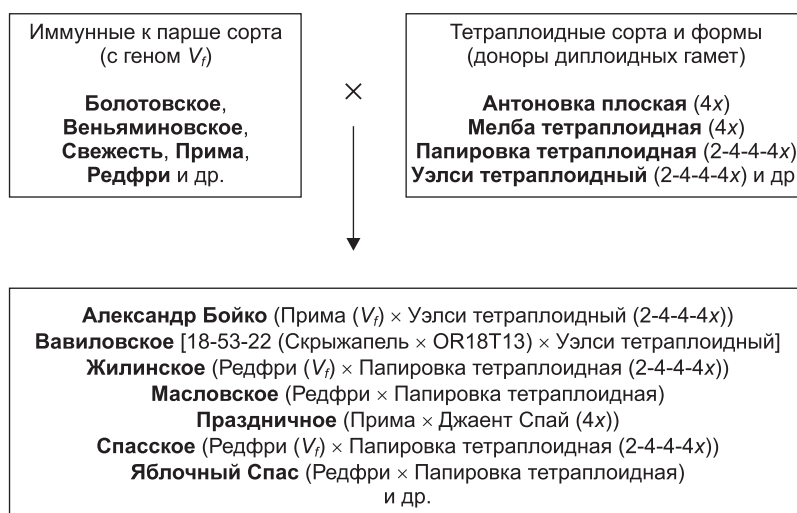 Иммунные к парше сорта
(с геном Vf)
Болотовское,
Веньяминовское,
Свежесть, Прима,
Редфри и др.
×
Тетраплоидные сорта и формы
(доноры диплоидных гамет)
Антоновка плоская (4x)
Мелба тетраплоидная (4x)
Папировка тетраплоидная (2-4-4-4x)
Уэлси тетраплоидный (2-4-4-4x) и др
Александр Бойко (Прима (Vf) × Уэлси тетраплоидный (2-4-4-4x))
Вавиловское [18-53-22 (Скрыжапель × OR18T13) × Уэлси тетраплоидный]
Жилинское (Редфри (Vf) × Папировка тетраплоидная (2-4-4-4x))
Масловское (Редфри × Папировка тетраплоидная)
Праздничное (Прима × Джаент Спай (4x))
Спасское (Редфри (Vf) × Папировка тетраплоидная (2-4-4-4x))
Яблочный Спас (Редфри × Папировка тетраплоидная)
и др.